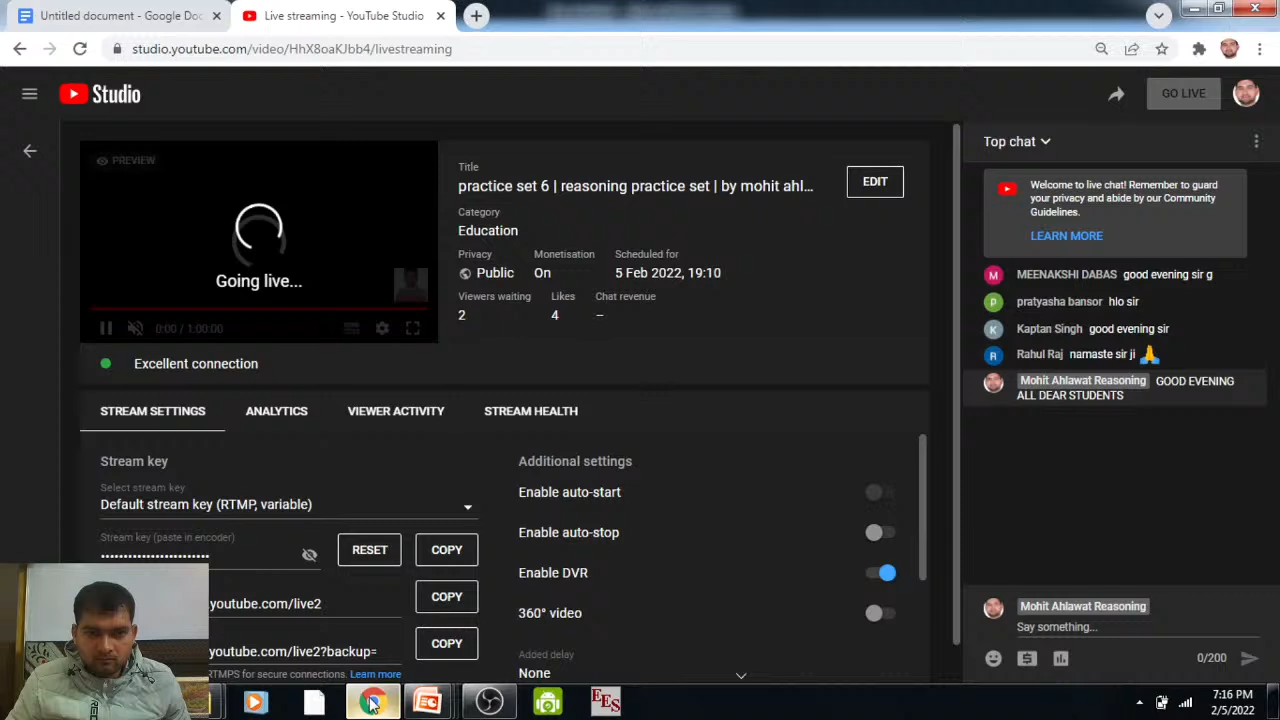 Untitled document - Google Doc
Live streaming - YouTube Studio
studio.youtube.com/video/HhX8oaKJbb4/livestreaming
Studio
GO LIVE
PREVIEW
Going live...
0:00 / 1:00:00
Excellent connection
Title
practice set 6 | reasoning practice set | by mohit ahl...
EDIT
Category
Education
Privacy Monetisation Scheduled for
Public On 5 Feb 2022, 19:10
Viewers waiting Likes Chat revenue
2 4 –
STREAM SETTINGS ANALYTICS VIEWER ACTIVITY STREAM HEALTH
Stream key
Select stream key
Default stream key (RTMP, variable)
Stream key (paste in encoder)
••••••••••••••••••••••••
RESET COPY
youtube.com/live2
COPY
youtube.com/live2?backup=
COPY
RTMPS for secure connections. Learn more
Additional settings
Enable auto-start
Enable auto-stop
Enable DVR
360° video
Added delay
None
Top chat
Welcome to live chat! Remember to guard
your privacy and abide by our Community
Guidelines.
LEARN MORE
M MEENAKSHI DABAS good evening sir g
P pratyasha bansor hlo sir
K Kaptan Singh good evening sir
R Rahul Raj namaste sir ji 🙏
Mohit Ahlawat Reasoning GOOD EVENING
ALL DEAR STUDENTS
Mohit Ahlawat Reasoning
Say something...
0/200
EES
7:16 PM
2/5/2022